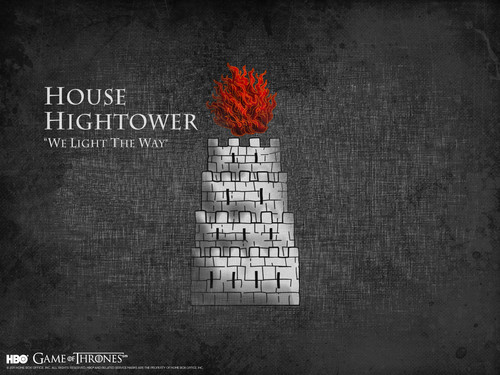 HOUSE
HIGHTOWER
"WE LIGHT THE WAY"
HBO GAME OF THRONES